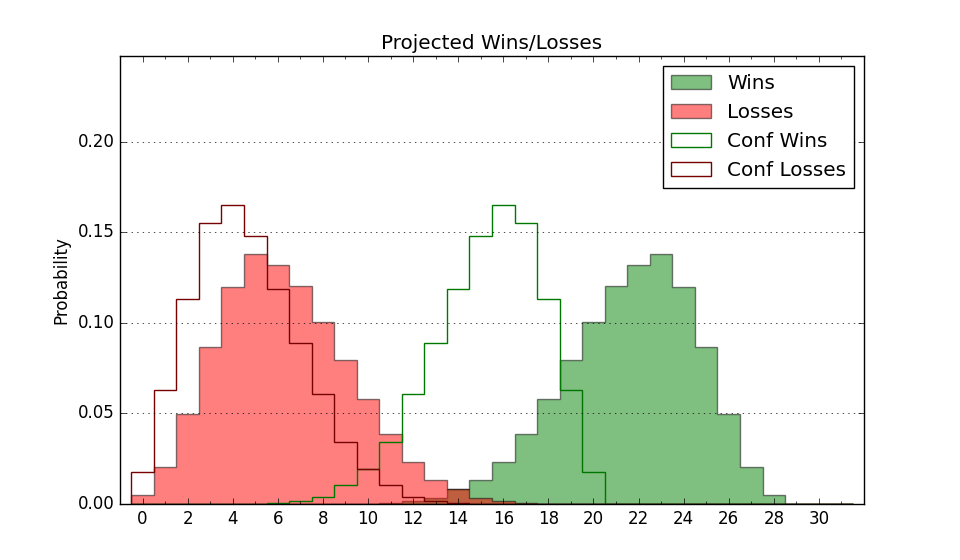 Projected Wins/Losses
Wins
Losses
Conf Wins
Conf Losses
Probability
0.20
0.15
0.10
0.05
0.00
0 2 4 6 8 10 12 14 16 18 20 22 24 26 28 30